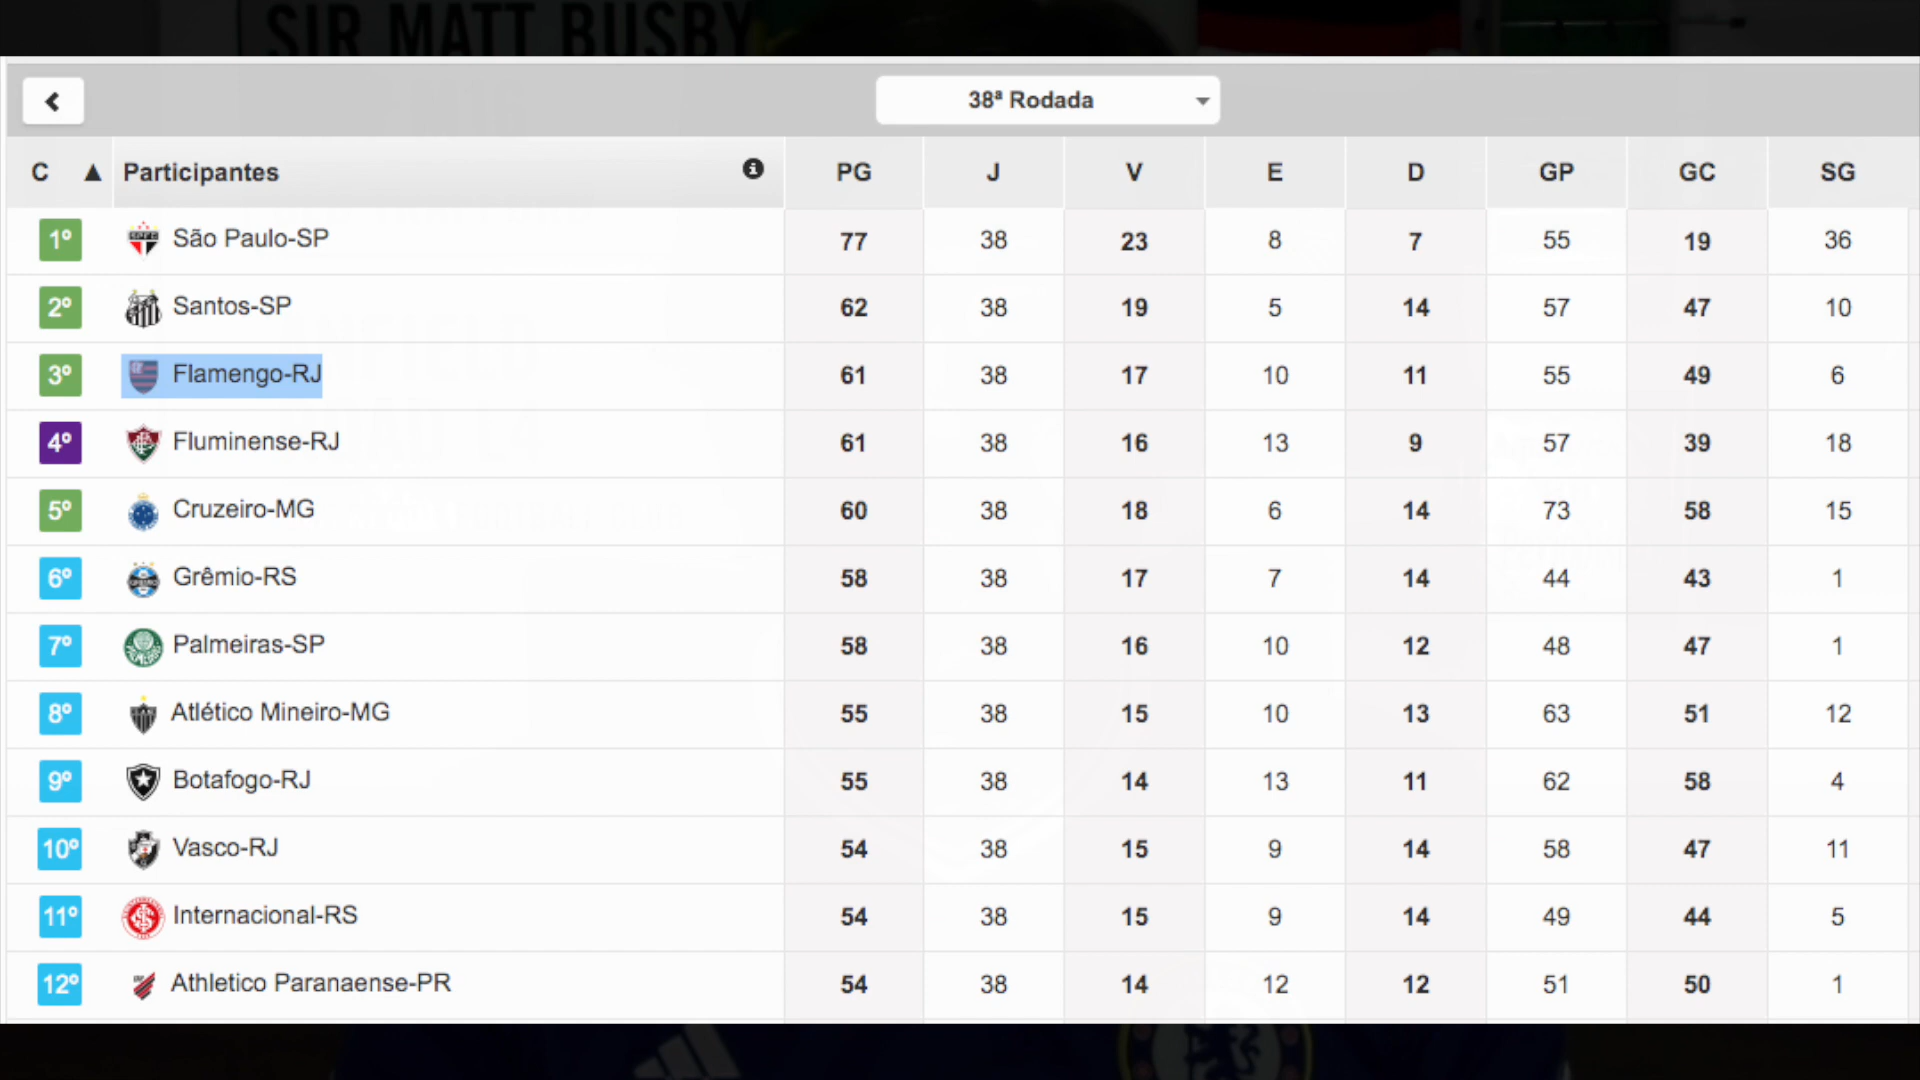 SIR MATT BUSBY
38ª Rodada
C ▲ Participantes PG J V E D GP GC SG
1º São Paulo-SP 77 38 23 8 7 55 19 36
2º Santos-SP 62 38 19 5 14 57 47 10
3º Flamengo-RJ 61 38 17 10 11 55 49 6
4º Fluminense-RJ 61 38 16 13 9 57 39 18
5º Cruzeiro-MG 60 38 18 6 14 73 58 15
6º Grêmio-RS 58 38 17 7 14 44 43 1
7º Palmeiras-SP 58 38 16 10 12 48 47 1
8º Atlético Mineiro-MG 55 38 15 10 13 63 51 12
9º Botafogo-RJ 55 38 14 13 11 62 58 4
10º Vasco-RJ 54 38 15 9 14 58 47 11
11º Internacional-RS 54 38 15 9 14 49 44 5
12º Athletico Paranaense-PR 54 38 14 12 12 51 50 1